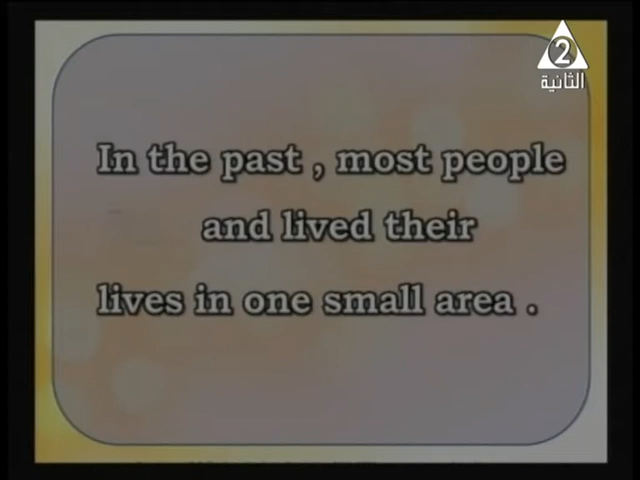 2
الثانية
In the past , most people
and lived their
lives in one small area .